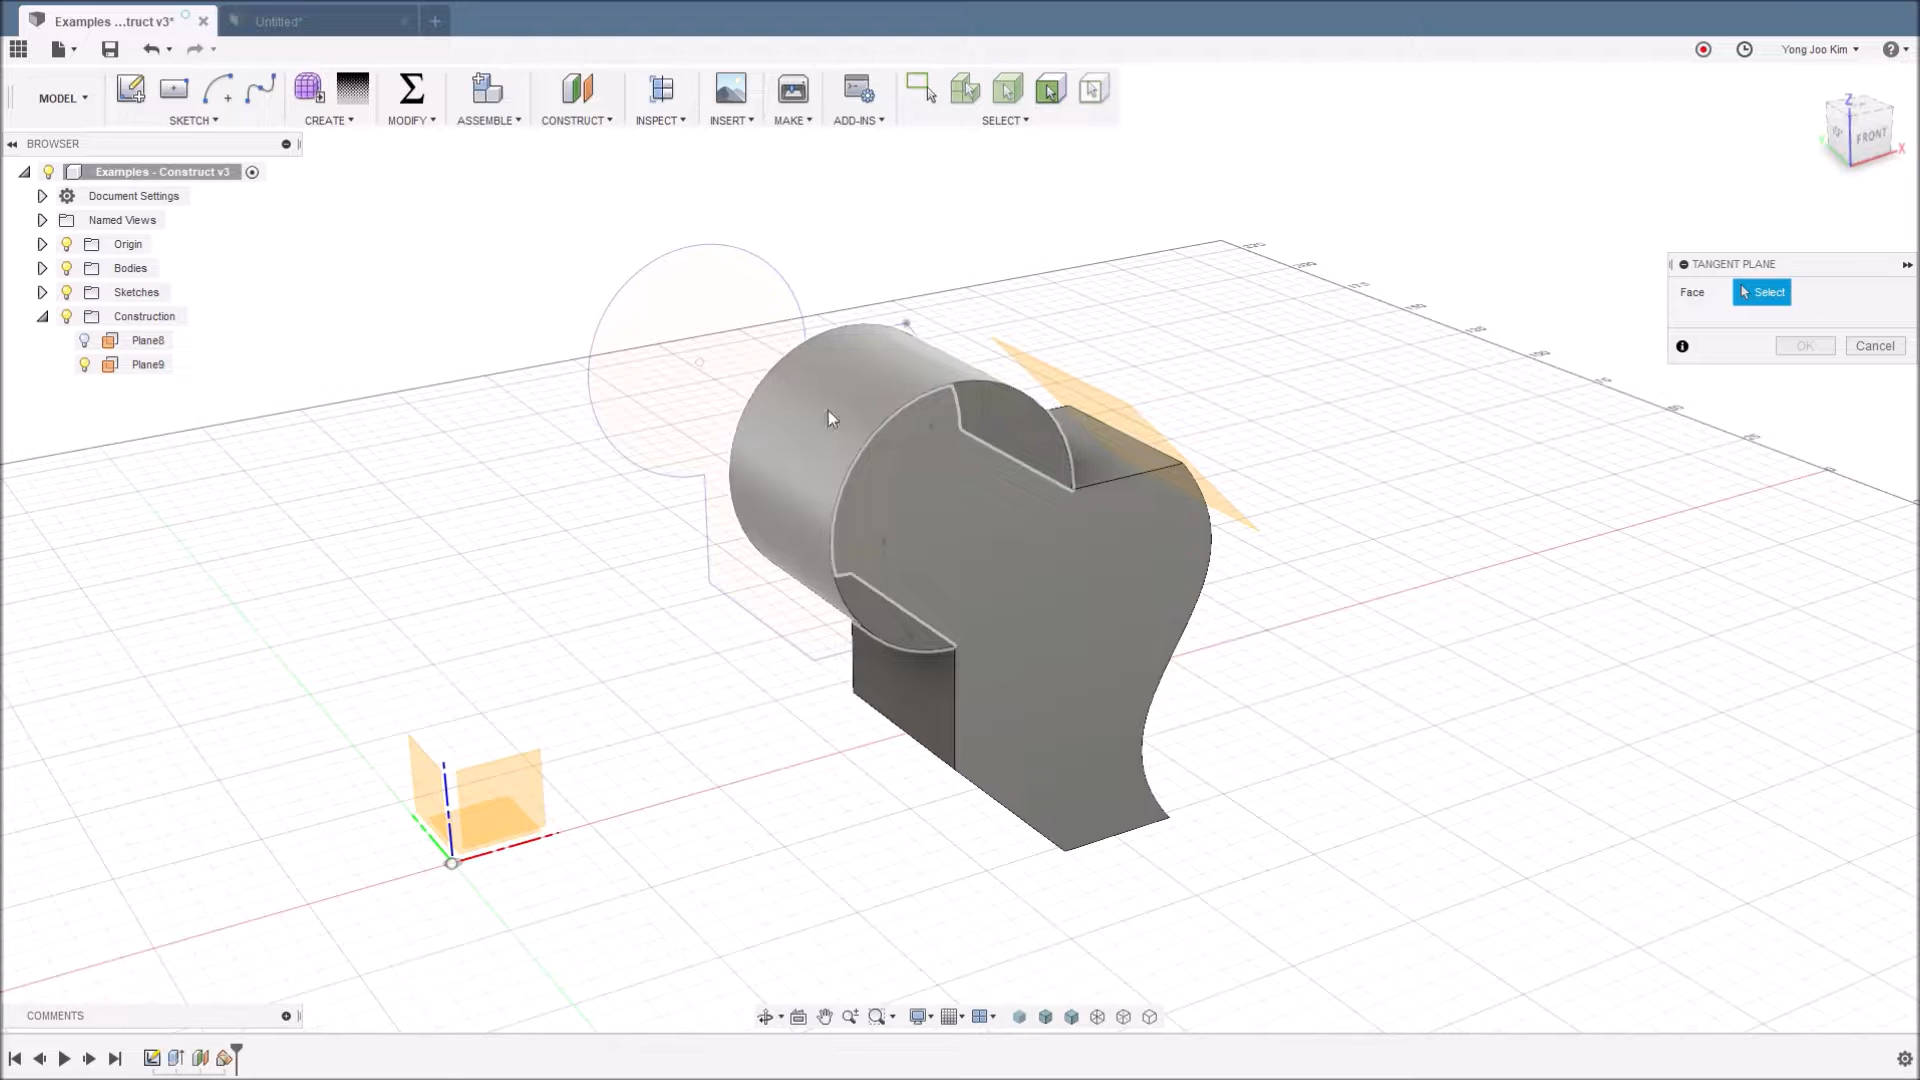 Examples ...truct v3*
Untitled*
Yong Joo Kim
MODEL
SKETCH
CREATE
MODIFY
ASSEMBLE
CONSTRUCT
INSPECT
INSERT
MAKE
ADD-INS
SELECT
Z
FRONT
X
BROWSER
Examples - Construct v3
Document Settings
Named Views
Origin
Bodies
Sketches
Construction
Plane8
Plane9
TANGENT PLANE
Face
Select
OK
Cancel
COMMENTS